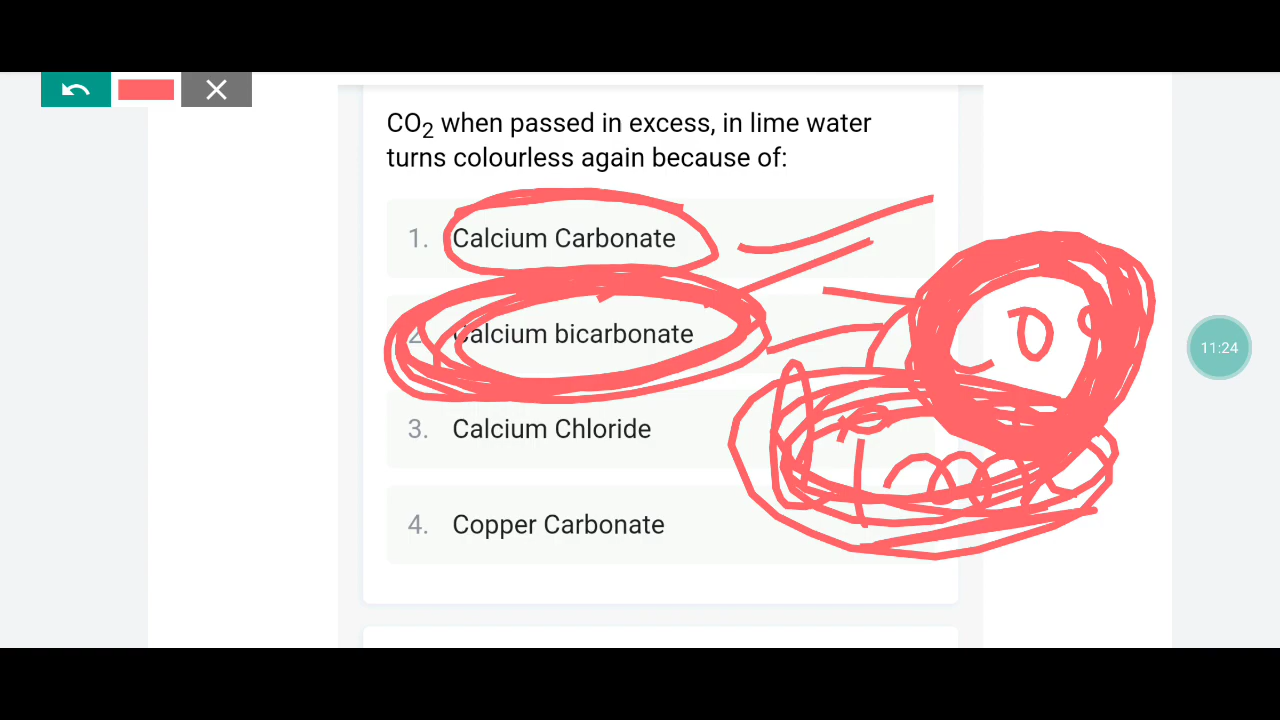 CO₂ when passed in excess, in lime water
turns colourless again because of:
1. Calcium Carbonate
2. Calcium bicarbonate
3. Calcium Chloride
4. Copper Carbonate
11:24